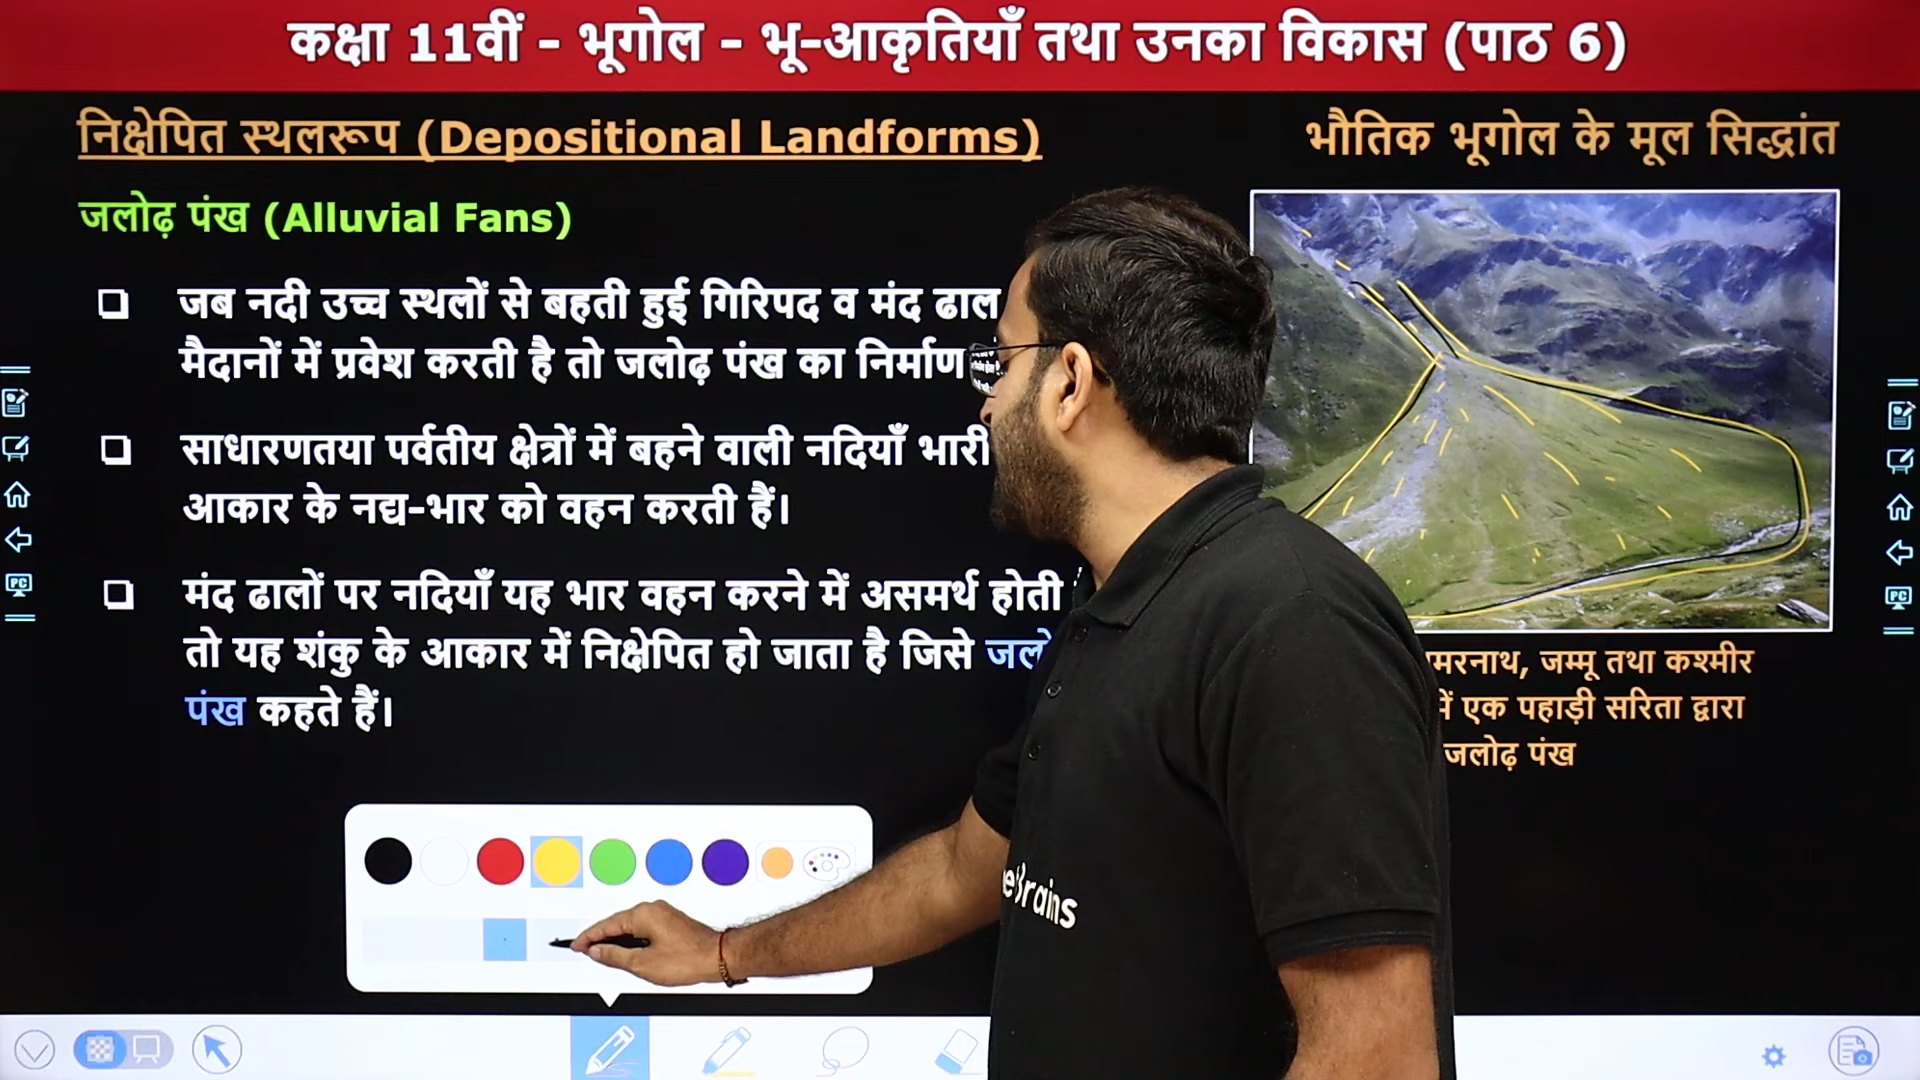 कक्षा 11वीं - भूगोल - भू-आकृतियाँ तथा उनका विकास (पाठ 6)
निक्षेपित स्थलरूप (Depositional Landforms)
भौतिक भूगोल के मूल सिद्धांत
जलोढ़ पंख (Alluvial Fans)
जब नदी उच्च स्थलों से बहती हुई गिरिपद व मंद ढाल
मैदानों में प्रवेश करती है तो जलोढ़ पंख का निर्माण
साधारणतया पर्वतीय क्षेत्रों में बहने वाली नदियाँ भारी
आकार के नद्य-भार को वहन करती हैं।
मंद ढालों पर नदियाँ यह भार वहन करने में असमर्थ होती
तो यह शंकु के आकार में निक्षेपित हो जाता है जिसे
पंख कहते हैं।
जम्मू तथा कश्मीर
में एक पहाड़ी सरिता द्वारा
जलोढ़ पंख
PC
PC